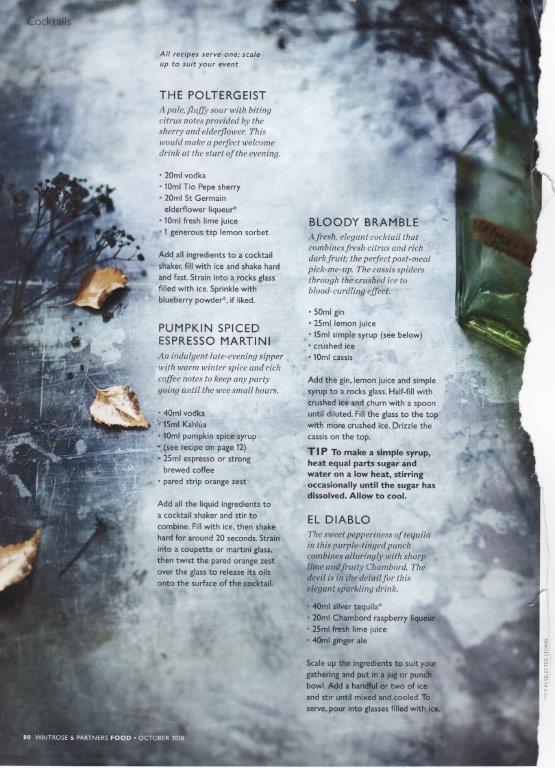 Cocktails
All recipes serve one; scale
up to suit your event
THE POLTERGEIST
A pale, fluffy sour with biting
citrus notes provided by the
sherry and elderflower. This
would make a perfect welcome
drink at the start of the evening.
• 20ml vodka
• 10ml Tio Pepe sherry
• 20ml St Germain
elderflower liqueur*
• 10ml fresh lime juice
• 1 generous tsp lemon sorbet
Add all ingredients to a cocktail
shaker, fill with ice and shake hard
and fast. Strain into a rocks glass
filled with ice. Sprinkle with
blueberry powder*, if liked.
PUMPKIN SPICED
ESPRESSO MARTINI
An indulgent late-evening sipper
with warm winter spice and rich
coffee notes to keep any party
going until the wee small hours.
• 40ml vodka
• 15ml Kahlúa
• 10ml pumpkin spice syrup
• (see recipe on page 12)
• 25ml espresso or strong
brewed coffee
• pared strip orange zest
Add all the liquid ingredients to
a cocktail shaker and stir to
combine. Fill with ice, then shake
hard for around 20 seconds. Strain
into a coupette or martini glass,
then twist the pared orange zest
over the glass to release its oils
onto the surface of the cocktail.
BLOODY BRAMBLE
A fresh, elegant cocktail that
combines fresh citrus and rich
dark fruit; the perfect post-meal
pick-me-up. The cassis spiders
through the crushed ice to
blood-curdling effect.
• 50ml gin
• 25ml lemon juice
• 15ml simple syrup (see below)
• crushed ice
• 10ml cassis
Add the gin, lemon juice and simple
syrup to a rocks glass. Half-fill with
crushed ice and churn with a spoon
until diluted. Fill the glass to the top
with more crushed ice. Drizzle the
cassis on the top.
TIP To make a simple syrup,
heat equal parts sugar and
water on a low heat, stirring
occasionally until the sugar has
dissolved. Allow to cool.
EL DIABLO
The sweet pepperiness of tequila
in this purple-tinged punch
combines alluringly with sharp
lime and fruity Chambord. The
devil is in the detail for this
elegant sparkling drink.
• 40ml silver tequila*
• 20ml Chambord raspberry liqueur
• 25ml fresh lime juice
• 40ml ginger ale
Scale up the ingredients to suit your
gathering and put in a jug or punch
bowl. Add a handful or two of ice
and stir until mixed and cooled. To
serve, pour into glasses filled with ice.
80 WAITROSE & PARTNERS FOOD • OCTOBER 2018
IN SELECTED STORES